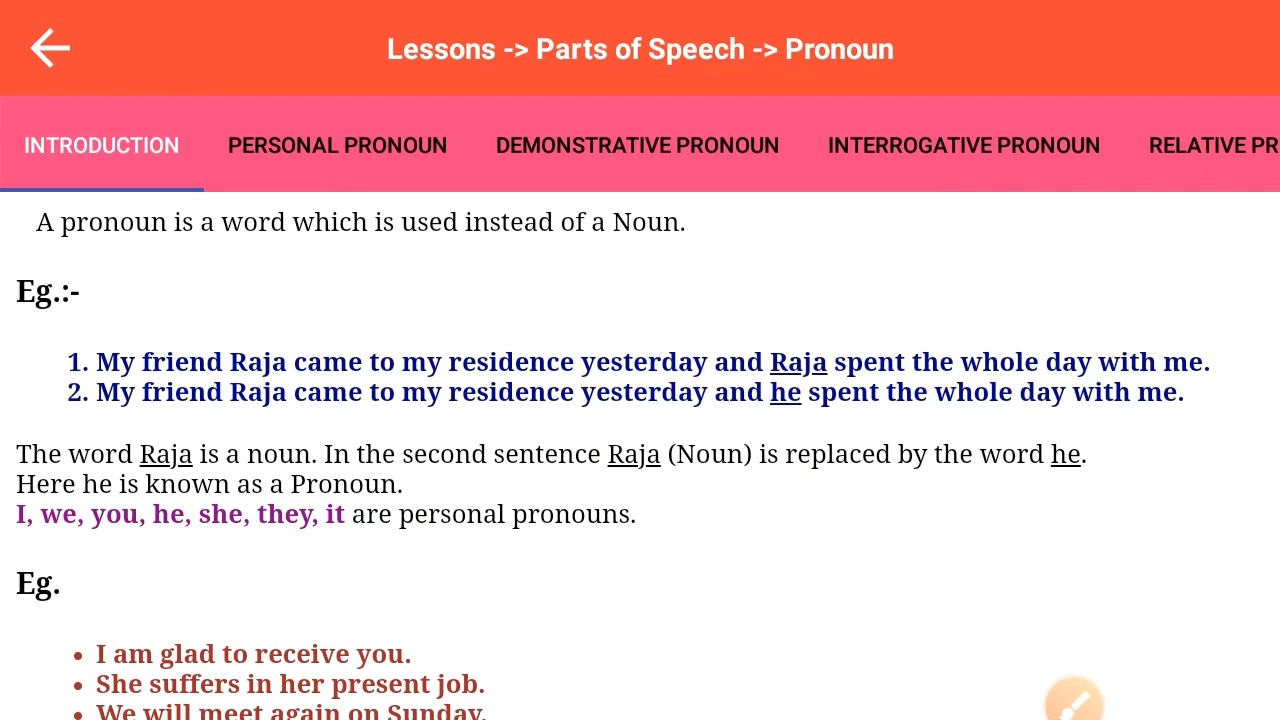 Lessons -> Parts of Speech -> Pronoun
INTRODUCTION PERSONAL PRONOUN DEMONSTRATIVE PRONOUN INTERROGATIVE PRONOUN RELATIVE PR
A pronoun is a word which is used instead of a Noun.
Eg.:-
1. My friend Raja came to my residence yesterday and Raja spent the whole day with me.
2. My friend Raja came to my residence yesterday and he spent the whole day with me.
The word Raja is a noun. In the second sentence Raja (Noun) is replaced by the word he.
Here he is known as a Pronoun.
I, we, you, he, she, they, it are personal pronouns.
Eg.
• I am glad to receive you.
• She suffers in her present job.
• We will meet again on Sunday.